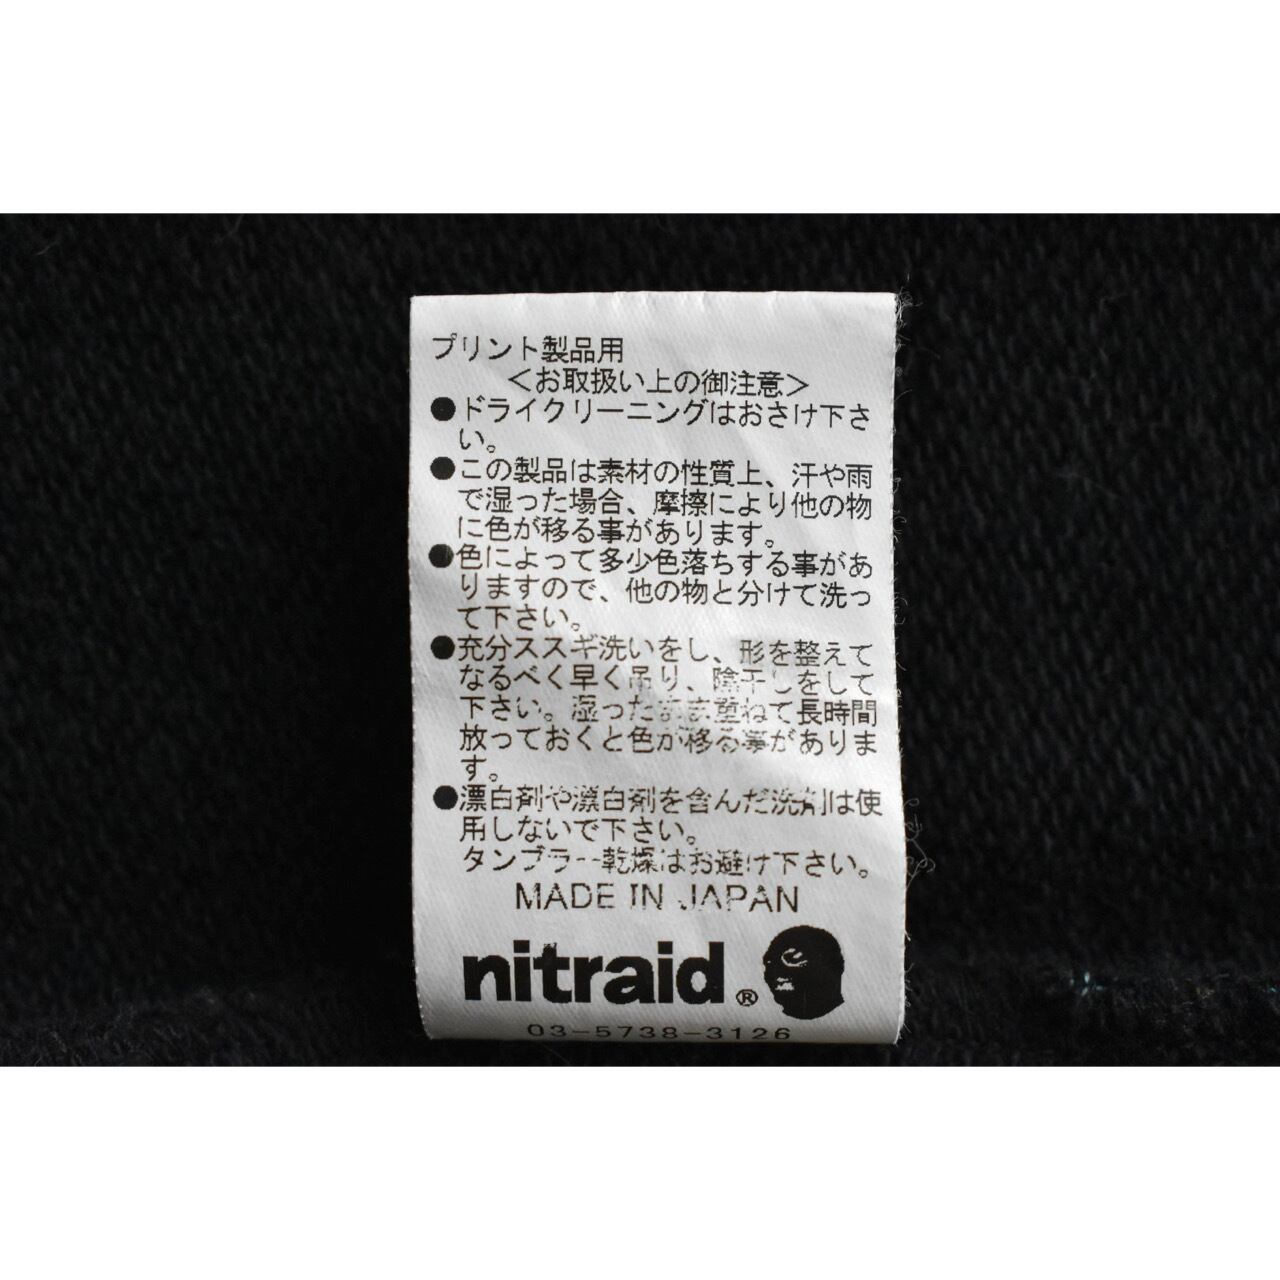 プリント製品用
＜お取扱い上の御注意＞
●ドライクリーニングはおさけ下さ
い。
●この製品は素材の性質上、汗や雨
で湿った場合、摩擦により他の物
に色が移る事があります。
●色によって多少色落ちする事があ
りますので、他の物と分けて洗っ
て下さい。
●充分ススギ洗いをし、形を整えて
なるべく早く吊り、陰干しをして
下さい。湿ったまま重ねて長時間
放っておくと色が移る事がありま
す。
●漂白剤や漂白剤を含んだ洗剤は使
用しないで下さい。
タンブラー乾燥はお避け下さい。
MADE IN JAPAN
nitraid®
03-5738-3126